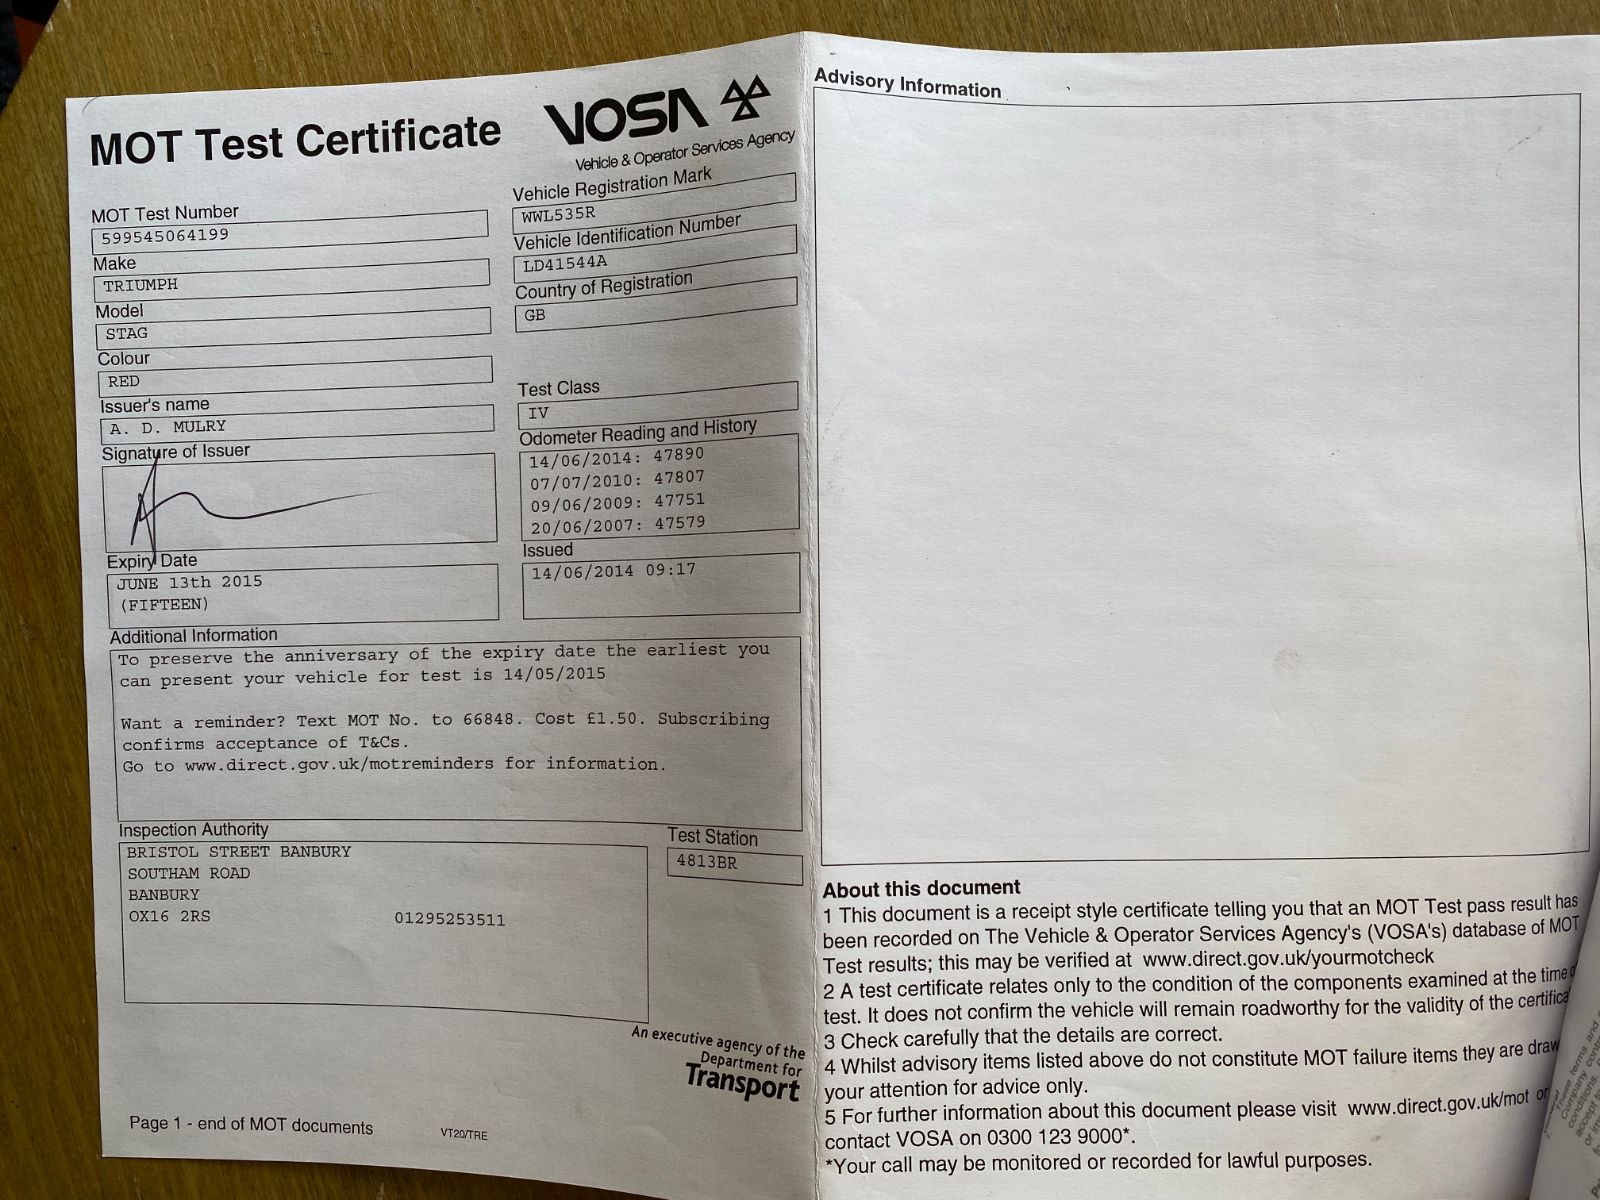 MOT Test Certificate
VOSA
Vehicle & Operator Services Agency
MOT Test Number
599545064199
Make
TRIUMPH
Model
STAG
Colour
RED
Issuer's name
A. D. MULRY
Signature of Issuer
Expiry Date
JUNE 13th 2015
(FIFTEEN)
Vehicle Registration Mark
WWL535R
Vehicle Identification Number
LD41544A
Country of Registration
GB
Test Class
IV
Odometer Reading and History
14/06/2014: 47890
07/07/2010: 47807
09/06/2009: 47751
20/06/2007: 47579
Issued
14/06/2014 09:17
Additional Information
To preserve the anniversary of the expiry date the earliest you
can present your vehicle for test is 14/05/2015
Want a reminder? Text MOT No. to 66848. Cost £1.50. Subscribing
confirms acceptance of T&Cs.
Go to www.direct.gov.uk/motreminders for information.
Inspection Authority
BRISTOL STREET BANBURY
SOUTHAM ROAD
BANBURY
OX16 2RS 01295253511
Test Station
4813BR
An executive agency of the
Department for
Transport
Page 1 - end of MOT documents
VT20/TRE
Advisory Information
About this document
1 This document is a receipt style certificate telling you that an MOT Test pass result has
been recorded on The Vehicle & Operator Services Agency's (VOSA's) database of MOT
Test results; this may be verified at www.direct.gov.uk/yourmotcheck
2 A test certificate relates only to the condition of the components examined at the time
test. It does not confirm the vehicle will remain roadworthy for the validity of the
3 Check carefully that the details are correct.
4 Whilst advisory items listed above do not constitute MOT failure items they are
your attention for advice only.
5 For further information about this document please visit www.direct.gov.uk/mot or
contact VOSA on 0300 123 9000*.
*Your call may be monitored or recorded for lawful purposes.
These terms and
Company
conditions.